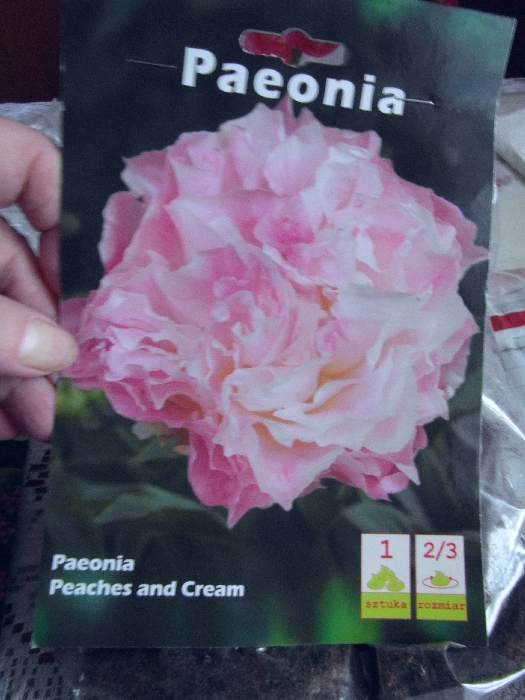 Paeonia
Paeonia
Peaches and Cream
1
sztuka
2/3
rozmiar